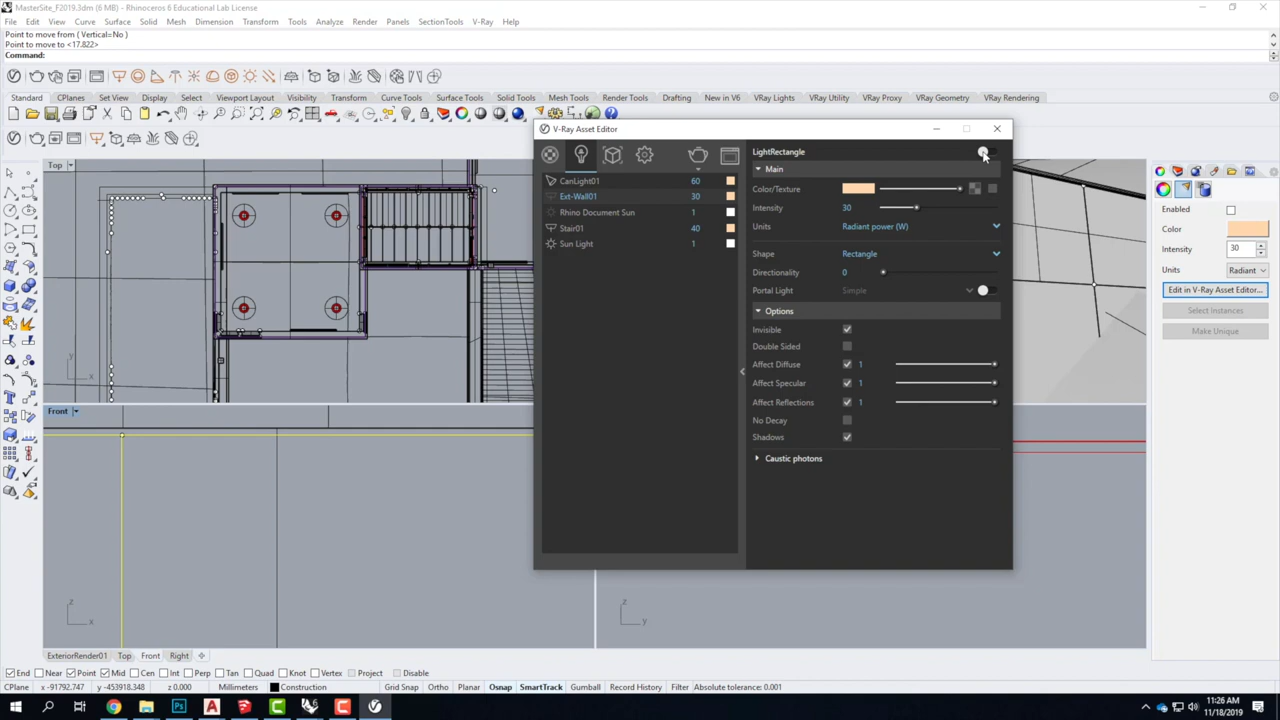 MasterSite_F2019.3dm (6 MB) - Rhinoceros 6 Educational Lab License
File Edit View Curve Surface Solid Mesh Dimension Transform Tools Analyze Render Panels SectionTools V-Ray Help
Point to move from ( Vertical=No )
Point to move to <17.822>
Command:
Standard CPlanes Set View Display Select Viewport Layout Visibility Transform Curve Tools Surface Tools Solid Tools Mesh Tools Render Tools Drafting New in V6 VRay Lights VRay Utility VRay Proxy VRay Geometry VRay Rendering
V-Ray Asset Editor
Top
LightRectangle
Main
CanLight01 60
Color/Texture
Ext-Wall01 30
Intensity 30
Rhino Document Sun 1
Units Radiant power (W)
Stair01 40
Sun Light 1
Shape Rectangle
Directionality 0
Portal Light Simple
Options
Invisible
Double Sided
Affect Diffuse 1
Affect Specular 1
Affect Reflections 1
No Decay
Shadows
Caustic photons
Enabled
Color
Intensity 30
Units Radiant
Edit in V-Ray Asset Editor...
Select Instances
Make Unique
y
x
Front
z
x
z
y
ExteriorRender01 Top Front Right
End Near Point Mid Cen Int Perp Tan Quad Knot Vertex Project Disable
CPlane x -91792.747 y -453918.348 z 0.000 Millimeters Construction Grid Snap Ortho Planar Osnap SmartTrack Gumball Record History Filter Absolute tolerance: 0.001
11:26 AM
11/18/2019